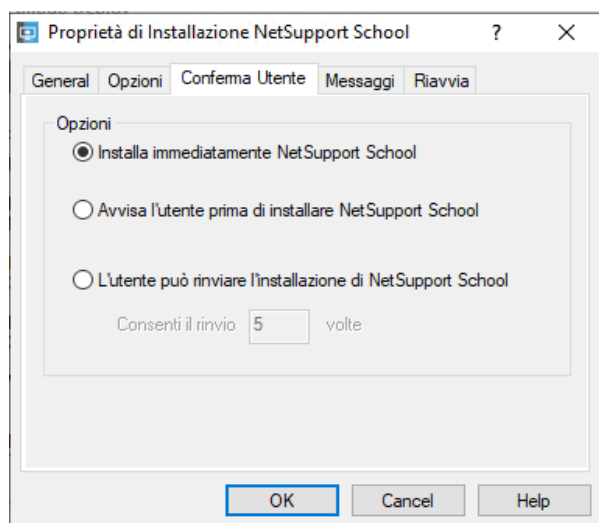 Proprietà di Installazione NetSupport School ?
General Opzioni Conferma Utente Messaggi Riavvia
Opzioni
Installa immediatamente NetSupport School
Avvisa l'utente prima di installare NetSupport School
L'utente può rinviare l'installazione di NetSupport School
Consenti il rinvio 5 volte
OK Cancel Help